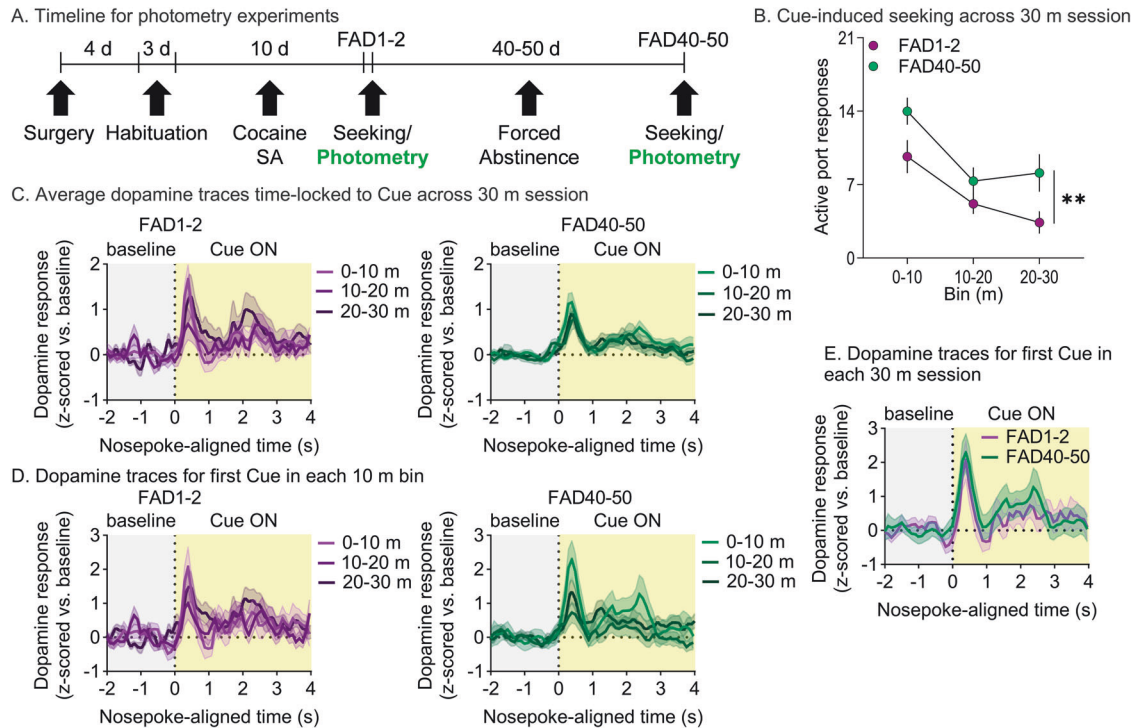 A. Timeline for photometry experiments
4 d 3 d 10 d FAD1-2 40-50 d FAD40-50
Surgery Habituation Cocaine SA Seeking/Photometry Forced Abstinence Seeking/Photometry
B. Cue-induced seeking across 30 m session
FAD1-2
FAD40-50
Active port responses
21
14
7
0
**
0-10 10-20 20-30
Bin (m)
C. Average dopamine traces time-locked to Cue across 30 m session
FAD1-2
baseline Cue ON
Dopamine response
(z-scored vs. baseline)
2
1
0
-1
0-10 m
10-20 m
20-30 m
-2 -1 0 1 2 3 4
Nosepoke-aligned time (s)
FAD40-50
baseline Cue ON
Dopamine response
(z-scored vs. baseline)
2
1
0
-1
0-10 m
10-20 m
20-30 m
-2 -1 0 1 2 3 4
Nosepoke-aligned time (s)
D. Dopamine traces for first Cue in each 10 m bin
FAD1-2
baseline Cue ON
Dopamine response
(z-scored vs. baseline)
3
2
1
0
-1
0-10 m
10-20 m
20-30 m
-2 -1 0 1 2 3 4
Nosepoke-aligned time (s)
FAD40-50
baseline Cue ON
Dopamine response
(z-scored vs. baseline)
3
2
1
0
-1
0-10 m
10-20 m
20-30 m
-2 -1 0 1 2 3 4
Nosepoke-aligned time (s)
E. Dopamine traces for first Cue in
each 30 m session
baseline Cue ON
FAD1-2
FAD40-50
Dopamine response
(z-scored vs. baseline)
3
2
1
0
-1
-2 -1 0 1 2 3 4
Nosepoke-aligned time (s)